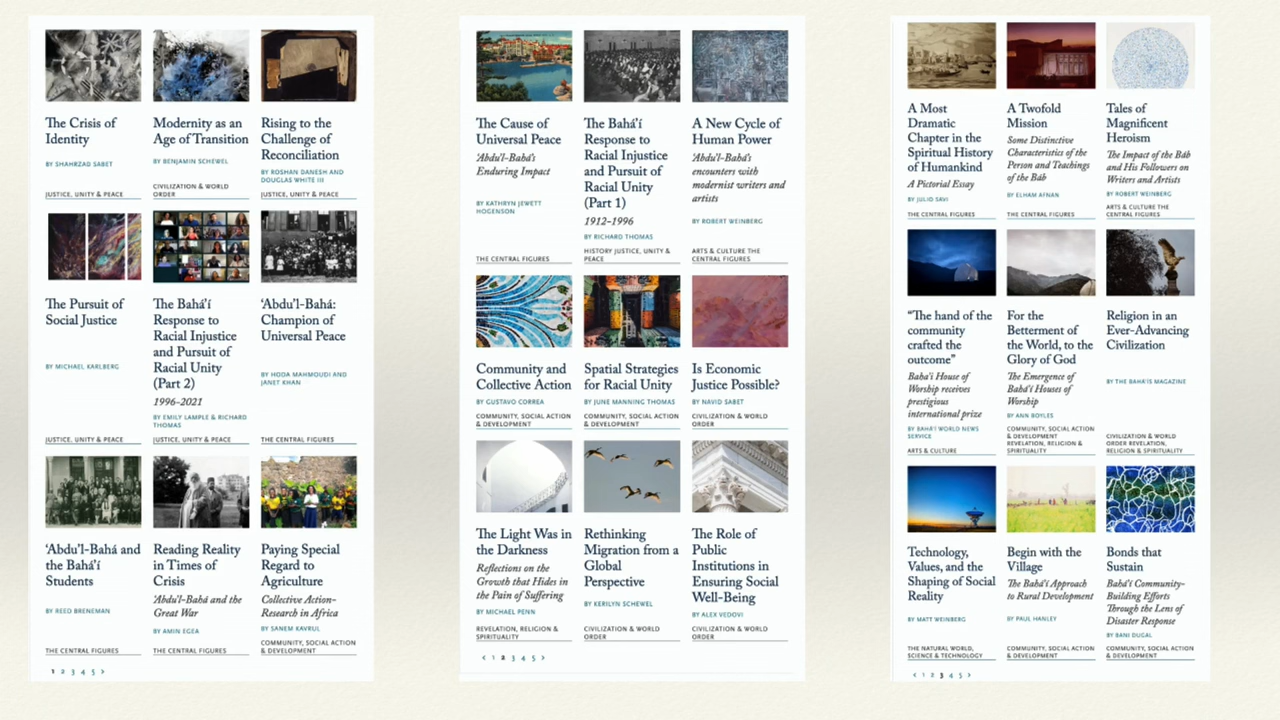 The Crisis of
Identity
BY SHAHRZAD SABET
JUSTICE, UNITY & PEACE
Modernity as an
Age of Transition
BY BENJAMIN SCHEWEL
CIVILIZATION & WORLD
ORDER
Rising to the
Challenge of
Reconciliation
BY ROSHAN DANESH AND
DOUGLAS WHITE III
JUSTICE, UNITY & PEACE
The Pursuit of
Social Justice
BY MICHAEL KARLBERG
JUSTICE, UNITY & PEACE
The Bahá’í
Response to
Racial Injustice
and Pursuit of
Racial Unity
(Part 2)
1996-2021
BY EMILY LAMPLE & RICHARD
THOMAS
JUSTICE, UNITY & PEACE
‘Abdu’l-Bahá:
Champion of
Universal Peace
BY HODA MAHMOUDI AND
JANET KHAN
THE CENTRAL FIGURES
‘Abdu’l-Bahá and
the Bahá’í
Students
BY REED BRENEMAN
THE CENTRAL FIGURES
Reading Reality
in Times of
Crisis
‘Abdu’l-Bahá and the
Great War
BY AMIN EGEA
THE CENTRAL FIGURES
Paying Special
Regard to
Agriculture
Collective Action-
Research in Africa
BY SANEM KAVRUL
COMMUNITY, SOCIAL ACTION
& DEVELOPMENT
1 2 3 4 5 >
The Cause of
Universal Peace
‘Abdu’l-Bahá’s
Enduring Impact
BY KATHRYN JEWETT
HOGENSON
THE CENTRAL FIGURES
The Bahá’í
Response to
Racial Injustice
and Pursuit of
Racial Unity
(Part 1)
1912-1996
BY RICHARD THOMAS
HISTORY JUSTICE, UNITY &
PEACE
A New Cycle of
Human Power
‘Abdu’l-Bahá’s
encounters with
modernist writers and
artists
BY ROBERT WEINBERG
ARTS & CULTURE THE
CENTRAL FIGURES
Community and
Collective Action
BY GUSTAVO CORREA
COMMUNITY, SOCIAL ACTION
& DEVELOPMENT
Spatial Strategies
for Racial Unity
BY JUNE MANNING THOMAS
COMMUNITY, SOCIAL ACTION
& DEVELOPMENT
Is Economic
Justice Possible?
BY NAVID SABET
CIVILIZATION & WORLD
ORDER
The Light Was in
the Darkness
Reflections on the
Growth that Hides in
the Pain of Suffering
BY MICHAEL PENN
REVELATION, RELIGION &
SPIRITUALITY
Rethinking
Migration from a
Global
Perspective
BY KERILYN SCHEWEL
CIVILIZATION & WORLD
ORDER
The Role of
Public
Institutions in
Ensuring Social
Well-Being
BY ALEX VEDOVI
CIVILIZATION & WORLD
ORDER
< 1 2 3 4 5 >
A Most
Dramatic
Chapter in the
Spiritual History
of Humankind
A Pictorial Essay
BY JULIO SAVI
THE CENTRAL FIGURES
A Twofold
Mission
Some Distinctive
Characteristics of the
Person and Teachings
of the Báb
BY ELHAM AFNAN
THE CENTRAL FIGURES
Tales of
Magnificent
Heroism
The Impact of the Báb
and His Followers on
Writers and Artists
BY ROBERT WEINBERG
ARTS & CULTURE THE
CENTRAL FIGURES
“The hand of the
community
crafted the
outcome”
Baha’i House of
Worship receives
prestigious
international prize
BY BAHÁ’Í WORLD NEWS
SERVICE
ARTS & CULTURE
For the
Betterment of
the World, to the
Glory of God
The Emergence of
Bahá’í Houses of
Worship
BY ANN BOYLES
COMMUNITY, SOCIAL ACTION
& DEVELOPMENT
REVELATION, RELIGION &
SPIRITUALITY
Religion in an
Ever-Advancing
Civilization
BY THE BAHÁ’ÍS MAGAZINE
CIVILIZATION & WORLD
ORDER REVELATION,
RELIGION & SPIRITUALITY
Technology,
Values, and the
Shaping of Social
Reality
BY MATT WEINBERG
THE NATURAL WORLD,
SCIENCE & TECHNOLOGY
Begin with the
Village
The Bahá’í Approach
to Rural Development
BY PAUL HANLEY
COMMUNITY, SOCIAL ACTION
& DEVELOPMENT
Bonds that
Sustain
Bahá’í Community-
Building Efforts
Through the Lens of
Disaster Response
BY BANI DUGAL
COMMUNITY, SOCIAL ACTION
& DEVELOPMENT
< 1 2 3 4 5 >